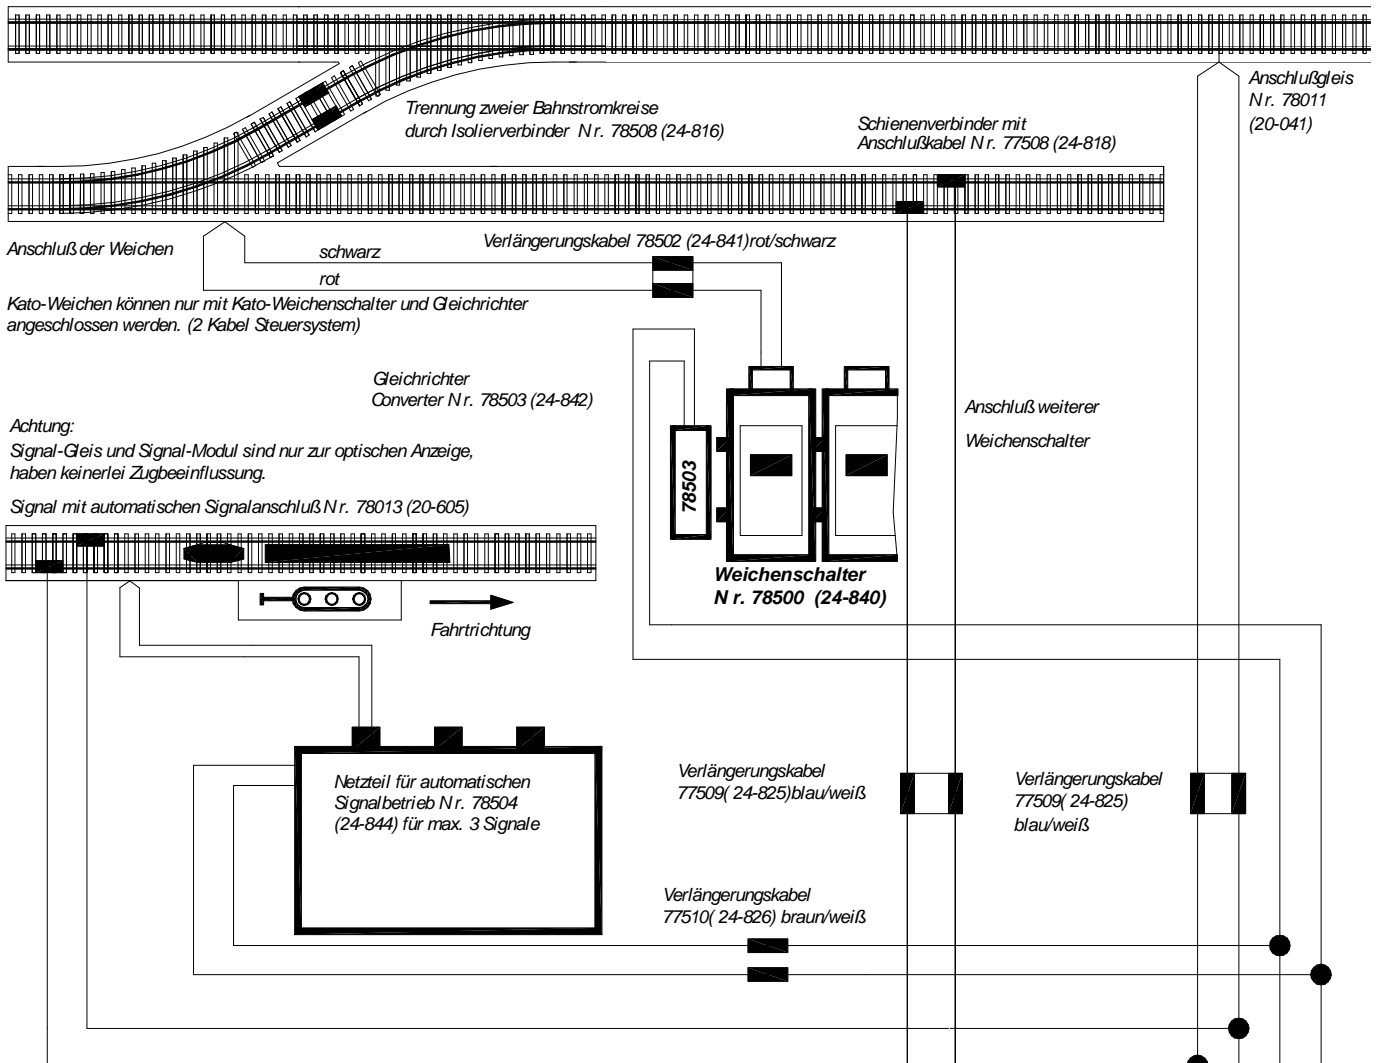 Anschlußgleis
Nr. 78011
(20-041)
Trennung zweier Bahnstromkreise
durch Isolierverbinder Nr. 78508 (24-816)
Schienenverbinder mit
Anschlußkabel Nr. 77508 (24-818)
Anschluß der Weichen
schwarz
rot
Verlängerungskabel 78502 (24-841)rot/schwarz
Kato-Weichen können nur mit Kato-Weichenschalter und Gleichrichter
angeschlossen werden. (2 Kabel Steuersystem)
Gleichrichter
Converter Nr. 78503 (24-842)
Anschluß weiterer
Weichenschalter
Achtung:
Signal-Gleis und Signal-Modul sind nur zur optischen Anzeige,
haben keinerlei Zugbeeinflussung.
Signal mit automatischen Signalanschluß Nr. 78013 (20-605)
78503
Weichenschalter
Nr. 78500 (24-840)
Fahrtrichtung
Netzteil für automatischen
Signalbetrieb Nr. 78504
(24-844) für max. 3 Signale
Verlängerungskabel
77509( 24-825)blau/weiß
Verlängerungskabel
77509( 24-825)
blau/weiß
Verlängerungskabel
77510( 24-826) braun/weiß